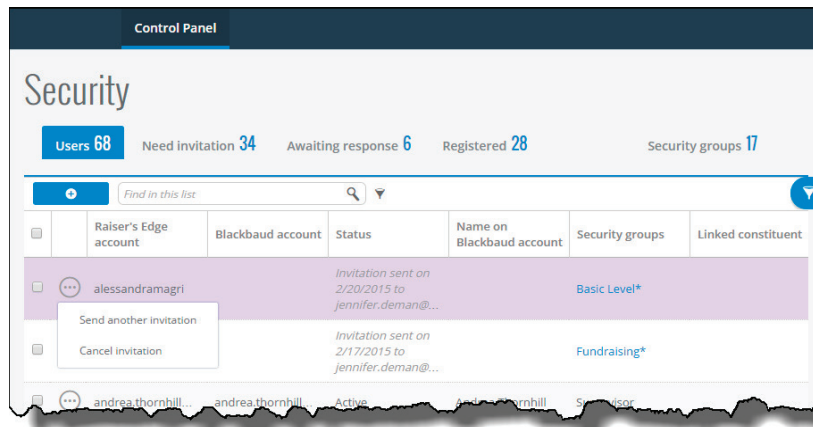 Control Panel
Security
Users 68 Need invitation 34 Awaiting response 6 Registered 28 Security groups 17
Find in this list
Raiser's Edge account Blackbaud account Status Name on Blackbaud account Security groups Linked constituent
alessandramagri Invitation sent on 2/20/2015 to jennifer.deman@... Basic Level*
Send another invitation
Cancel invitation
Invitation sent on 2/17/2015 to jennifer.deman@... Fundraising*
andrea.thornhill... andrea.thornhill... Active Andrea Thornhill Supervisor